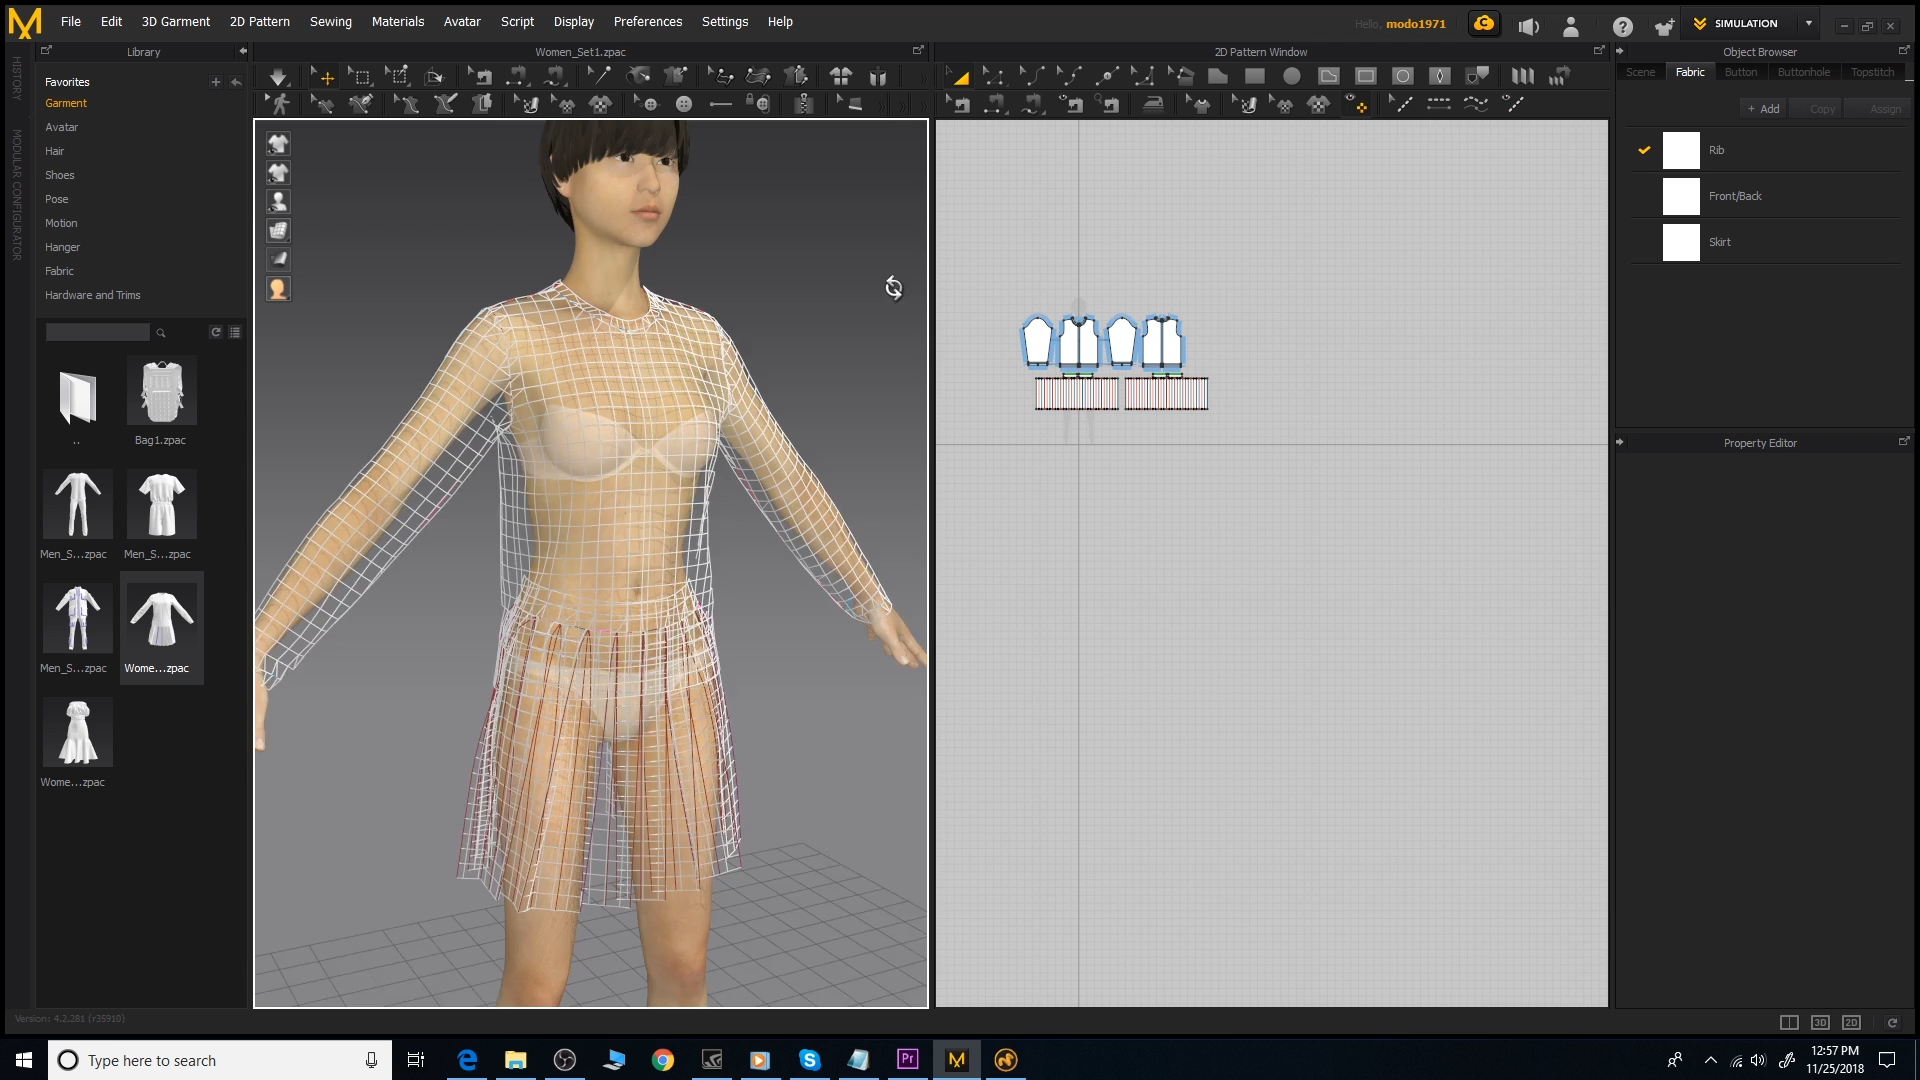 File Edit 3D Garment 2D Pattern Sewing Materials Avatar Script Display Preferences Settings Help
Hello, modo1971
SIMULATION
Library
Women_Set1.zpac
2D Pattern Window
Object Browser
HISTORY
MODULAR CONFIGURATOR
Favorites
Garment
Avatar
Hair
Shoes
Pose
Motion
Hanger
Fabric
Hardware and Trims
Scene Fabric Button Buttonhole Topstitch
+ Add Copy Assign
Rib
Front/Back
Skirt
Property Editor
..
Bag1.zpac
Men_S...zpac Men_S...zpac
Men_S...zpac Wome...zpac
Wome...zpac
Version: 4.2.281 (r35910)
3D 2D
Type here to search
12:57 PM
11/25/2018